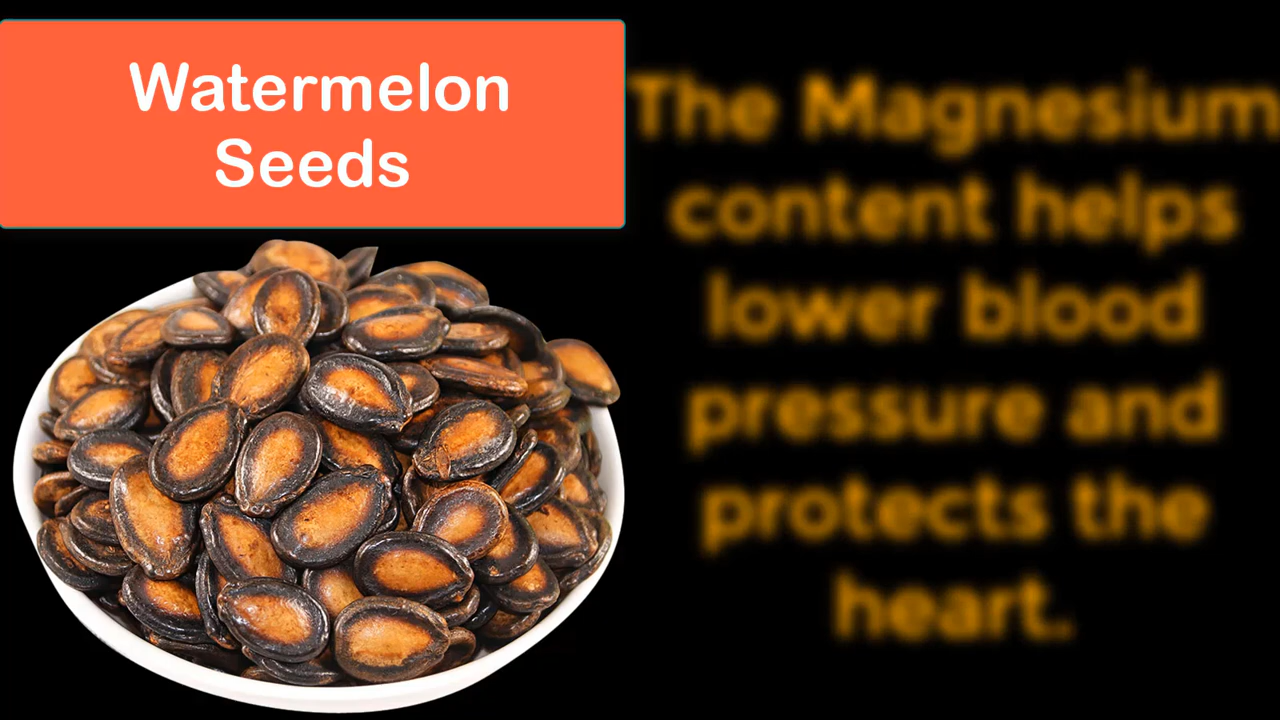 Watermelon
Seeds
The Magnesium
content helps
lower blood
pressure and
protects the
heart.